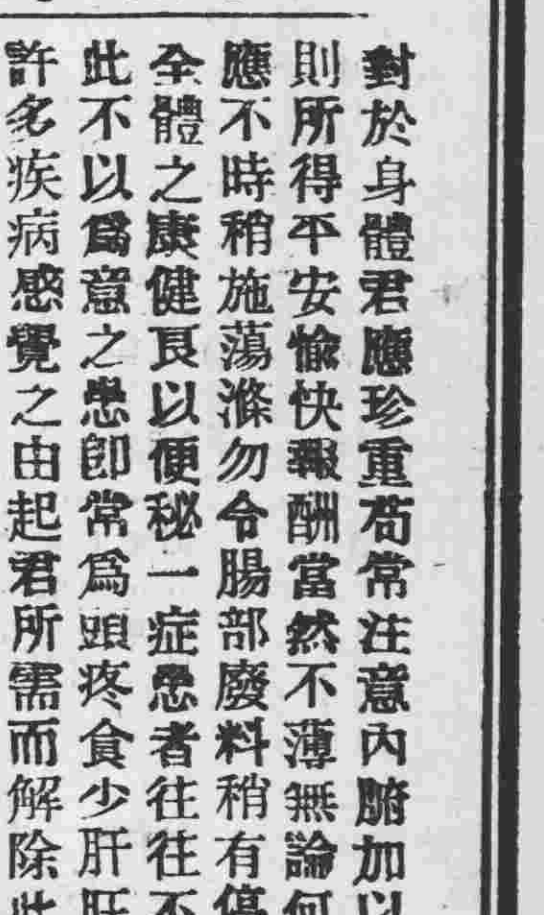 對於身體君應珍重苟常注意內臟加以
則所得平安愉快報酬當然不薄無論何
應不時稍施蕩滌勿令腸部廢料稍有停
全體之康健良以便秘一症患者往往不
此不以爲意之患卽常爲頭疼食少肝旺
許多疾病感覺之由起君所需而解除此